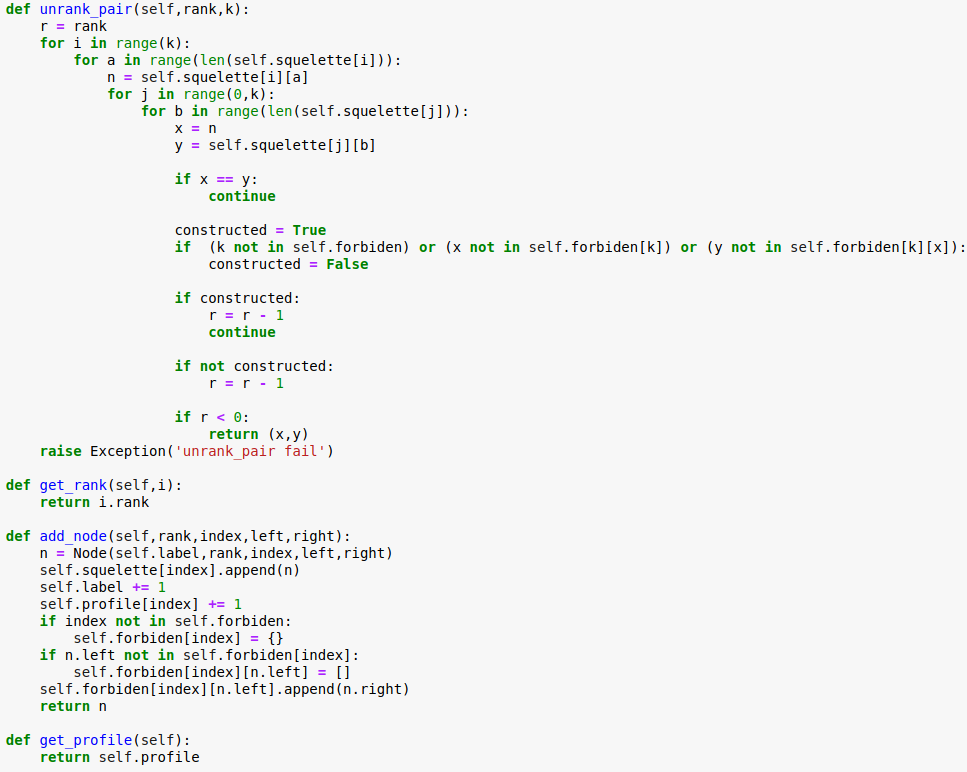 def unrank_pair(self,rank,k):
    r = rank
    for i in range(k):
        for a in range(len(self.squelette[i])):
            n = self.squelette[i][a]
            for j in range(0,k):
                for b in range(len(self.squelette[j])):
                    x = n
                    y = self.squelette[j][b]

                    if x == y:
                        continue

                    constructed = True
                    if  (k not in self.forbiden) or (x not in self.forbiden[k]) or (y not in self.forbiden[k][x]):
                        constructed = False

                    if constructed:
                        r = r - 1
                        continue

                    if not constructed:
                        r = r - 1

                    if r < 0:
                        return (x,y)
    raise Exception('unrank_pair fail')

def get_rank(self,i):
    return i.rank

def add_node(self,rank,index,left,right):
    n = Node(self.label,rank,index,left,right)
    self.squelette[index].append(n)
    self.label += 1
    self.profile[index] += 1
    if index not in self.forbiden:
        self.forbiden[index] = {}
    if n.left not in self.forbiden[index]:
        self.forbiden[index][n.left] = []
    self.forbiden[index][n.left].append(n.right)
    return n

def get_profile(self):
    return self.profile